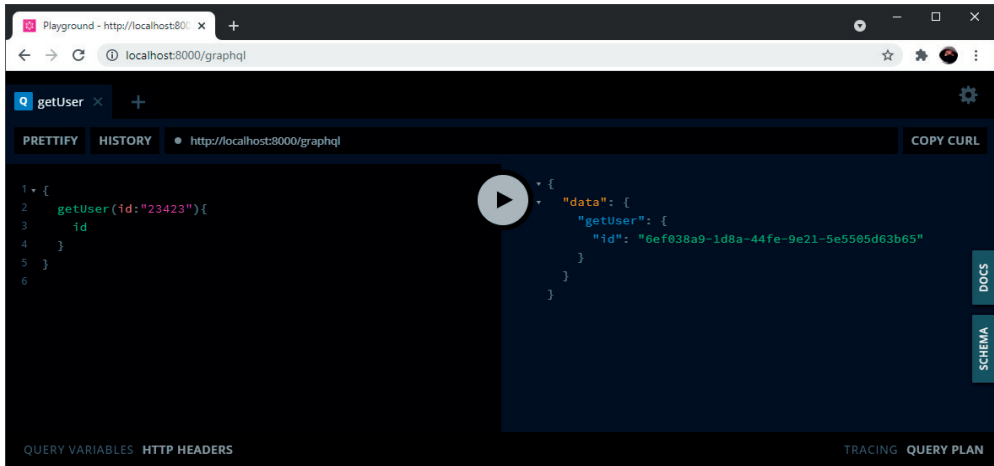 Playground - http://localhost:800
localhost:8000/graphql
Q getUser
PRETTIFY HISTORY http://localhost:8000/graphql COPY CURL
1 {
2 getUser(id:"23423"){
3 id
4 }
5 }
6
{
"data": {
"getUser": {
"id": "6ef038a9-1d8a-44fe-9e21-5e5505d63b65"
}
}
}
DOCS
SCHEMA
QUERY VARIABLES HTTP HEADERS
TRACING QUERY PLAN